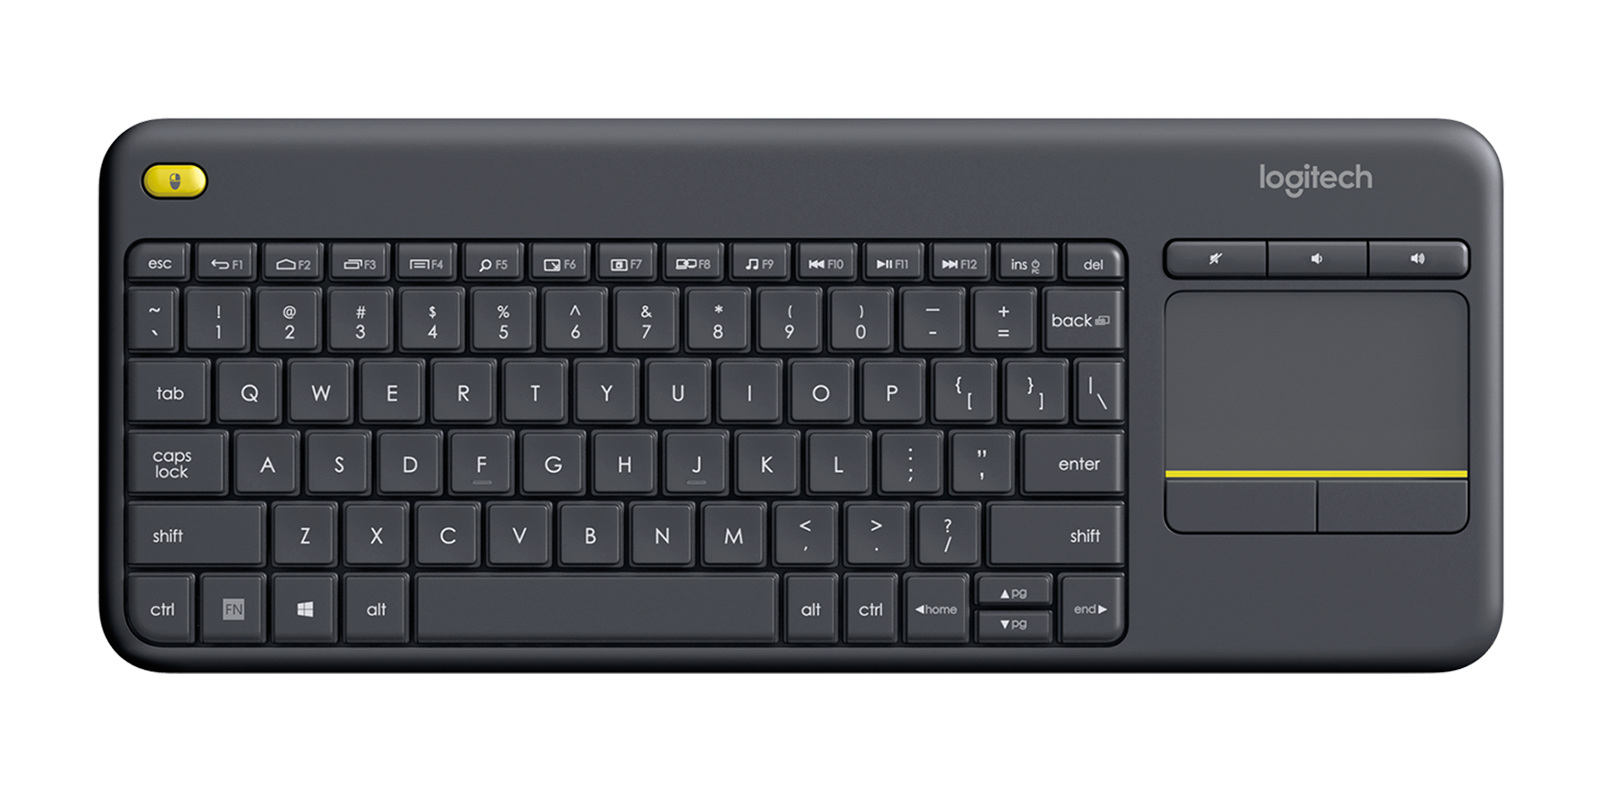 logitech
esc F1 F2 F3 F4 F5 F6 F7 F8 F9 F10 F11 F12 ins del
~ ! @ # $ % ^ & * ( ) — +
` 1 2 3 4 5 6 7 8 9 0 - = back
tab Q W E R T Y U I O P { [ } ] | \
caps
lock A S D F G H J K L : ; " , enter
shift Z X C V B N M < , > . ? / shift
ctrl FN alt alt ctrl ◀home ▲pg end▶
▼pg